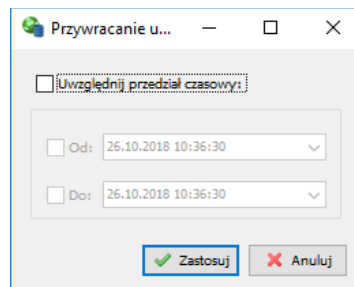 Przywracanie u...
Uwzględnij przedział czasowy:
Od: 26.10.2018 10:36:30
Do: 26.10.2018 10:36:30
Zastosuj Anuluj